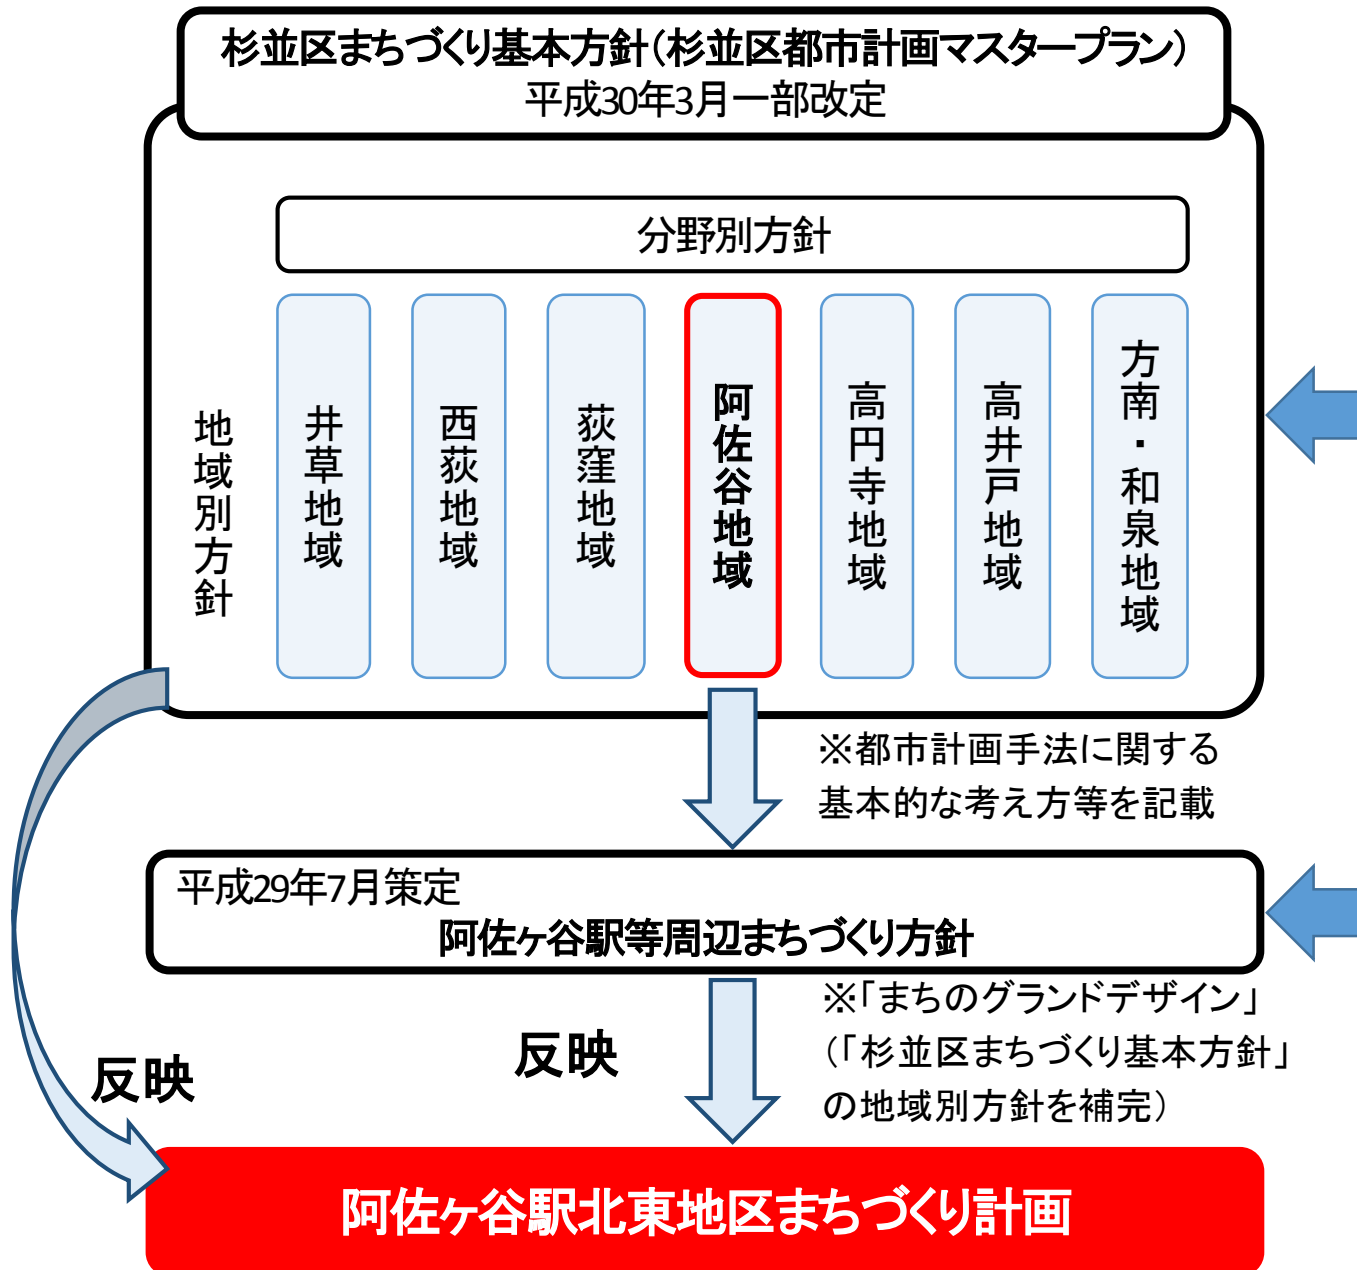 杉並区まちづくり基本方針（杉並区都市計画マスタープラン）
平成30年3月一部改定
分野別方針
地域別方針
井草地域
西荻地域
荻窪地域
阿佐谷地域
高円寺地域
高井戸地域
方南・和泉地域
※都市計画手法に関する
基本的な考え方等を記載
平成29年7月策定
阿佐ヶ谷駅等周辺まちづくり方針
※「まちのグランドデザイン」
（「杉並区まちづくり基本方針」
の地域別方針を補完）
反映
反映
阿佐ヶ谷駅北東地区まちづくり計画